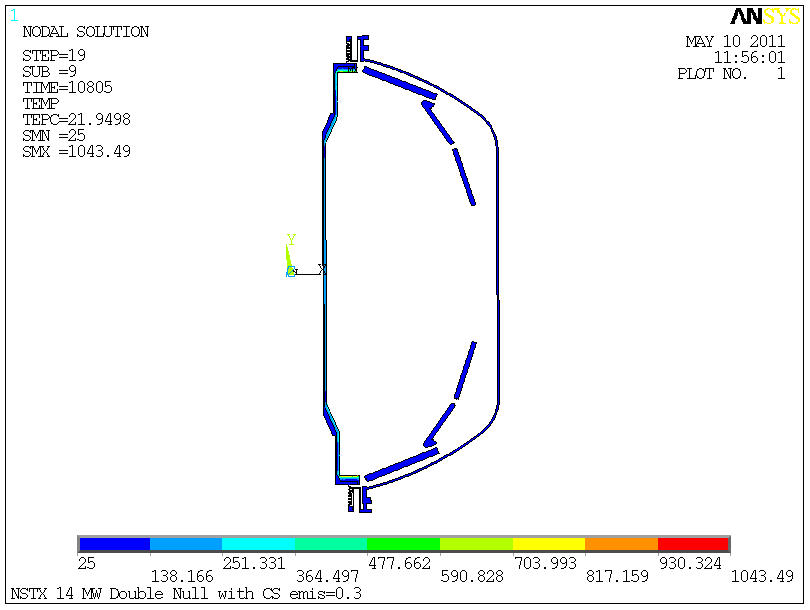 1
ANSYS
NODAL SOLUTION
STEP=19
SUB =9
TIME=10805
TEMP
TEPC=21.9498
SMN =25
SMX =1043.49
MAY 10 2011
11:56:01
PLOT NO. 1
Y
X
25 251.331 477.662 703.993 930.324
138.166 364.497 590.828 817.159 1043.49
NSTX 14 MW Double Null with CS emis=0.3